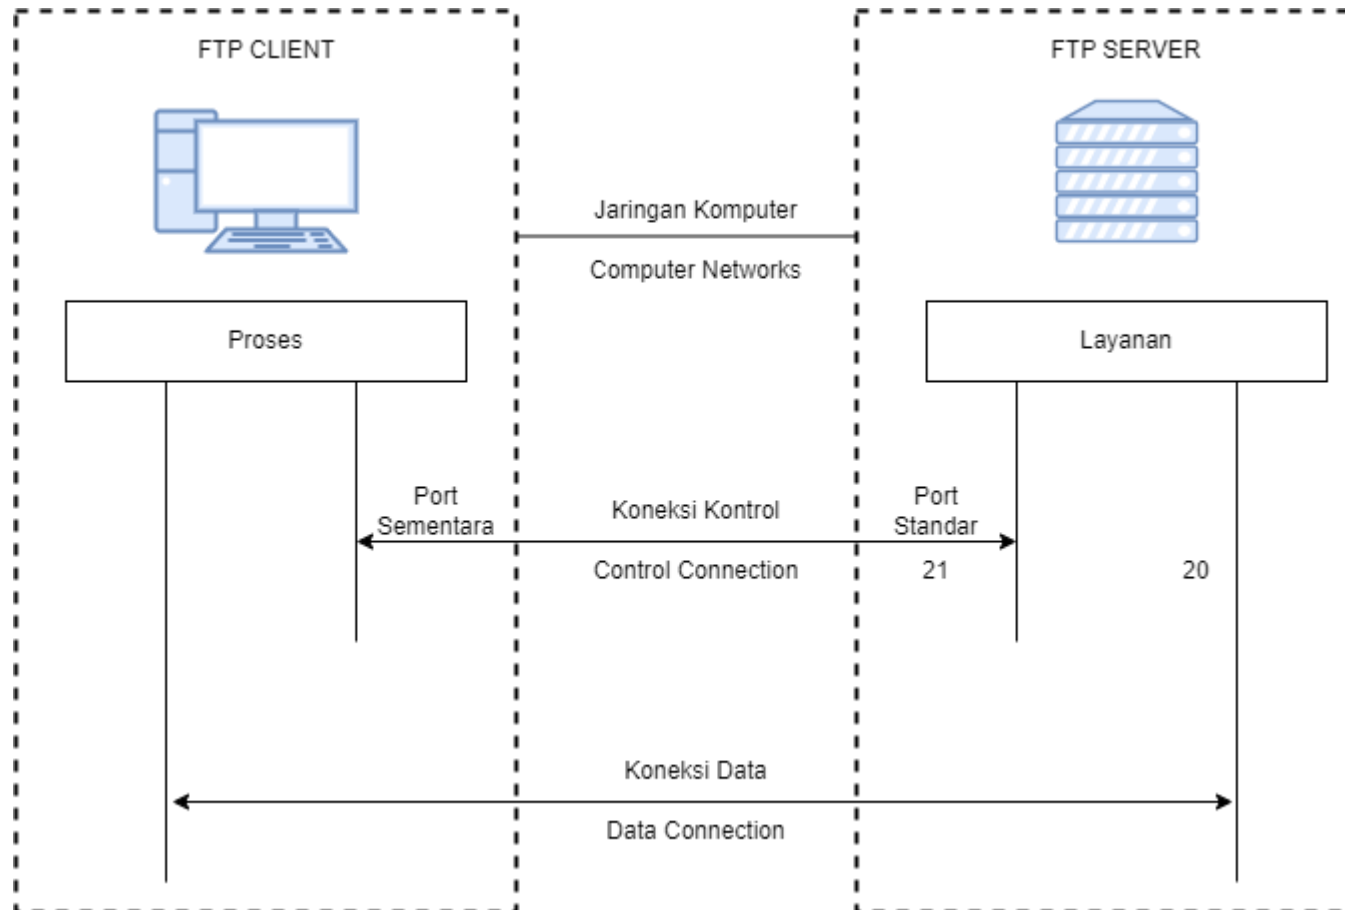 FTP CLIENT
FTP SERVER
Jaringan Komputer
Computer Networks
Proses
Layanan
Port
Sementara
Koneksi Kontrol
Port
Standar
Control Connection
21
20
Koneksi Data
Data Connection